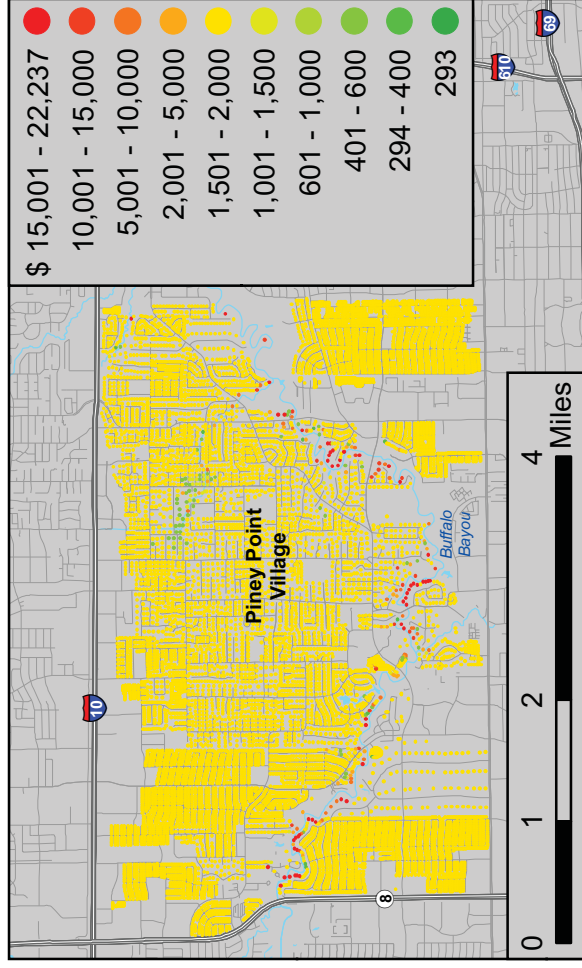 $ 15,001 - 22,237
10,001 - 15,000
5,001 - 10,000
2,001 - 5,000
1,501 - 2,000
1,001 - 1,500
601 - 1,000
401 - 600
294 - 400
293
69
610
10
8
Piney Point
Village
Buffalo
Bayou
0
1
2
4
Miles